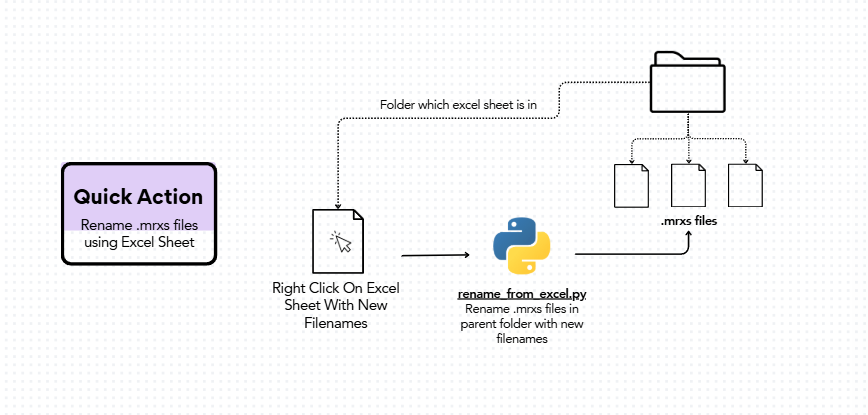 Folder which excel sheet is in
Quick Action
Rename .mrxs files
using Excel Sheet
.mrxs files
Right Click On Excel
Sheet With New
Filenames
rename_from_excel.py
Rename .mrxs files in
parent folder with new
filenames